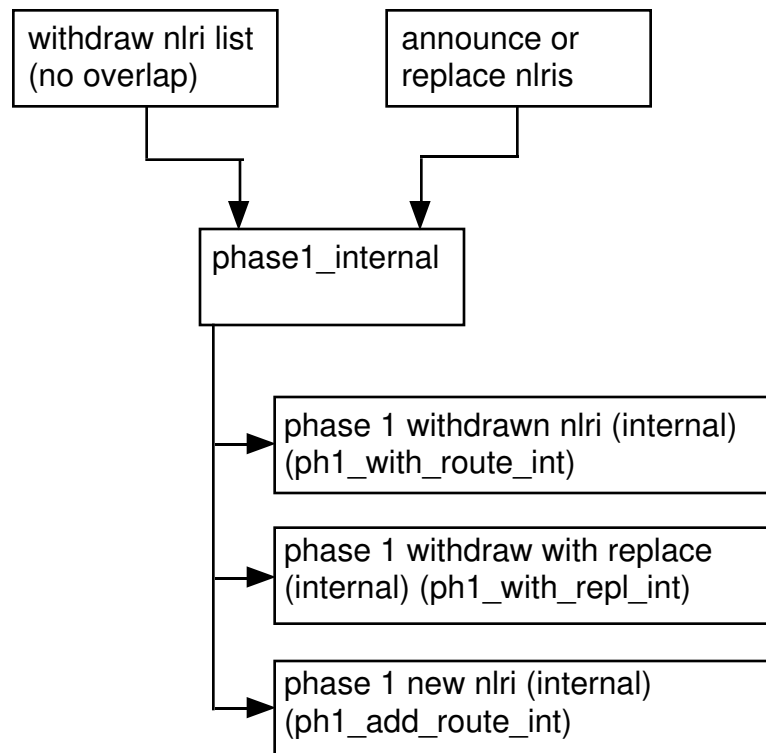 withdraw nlri list
(no overlap)
announce or
replace nlris
phase1_internal
phase 1 withdrawn nlri (internal)
(ph1_with_route_int)
phase 1 withdraw with replace
(internal) (ph1_with_repl_int)
phase 1 new nlri (internal)
(ph1_add_route_int)